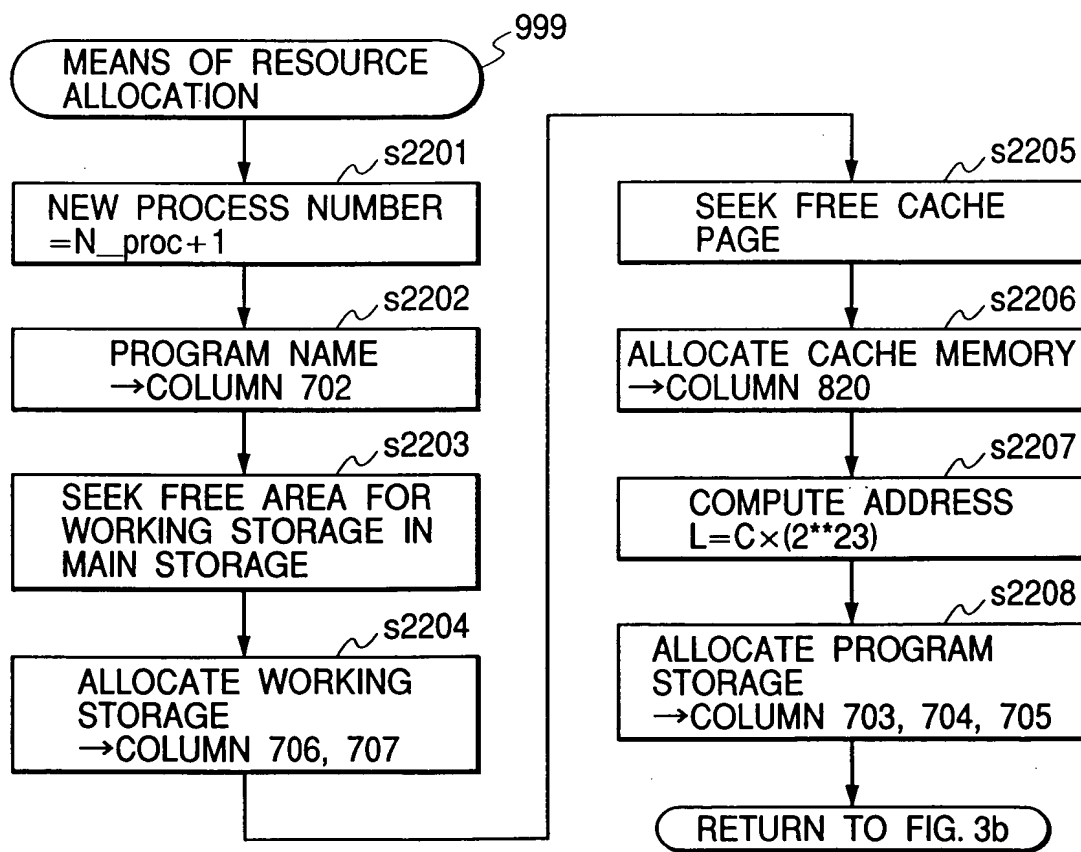 999
MEANS OF RESOURCE
ALLOCATION
s2201
NEW PROCESS NUMBER
=N_proc+1
s2202
PROGRAM NAME
→COLUMN 702
s2203
SEEK FREE AREA FOR
WORKING STORAGE IN
MAIN STORAGE
s2204
ALLOCATE WORKING
STORAGE
→COLUMN 706, 707
s2205
SEEK FREE CACHE
PAGE
s2206
ALLOCATE CACHE MEMORY
→COLUMN 820
s2207
COMPUTE ADDRESS
L=C×(2**23)
s2208
ALLOCATE PROGRAM
STORAGE
→COLUMN 703, 704, 705
RETURN TO FIG. 3b